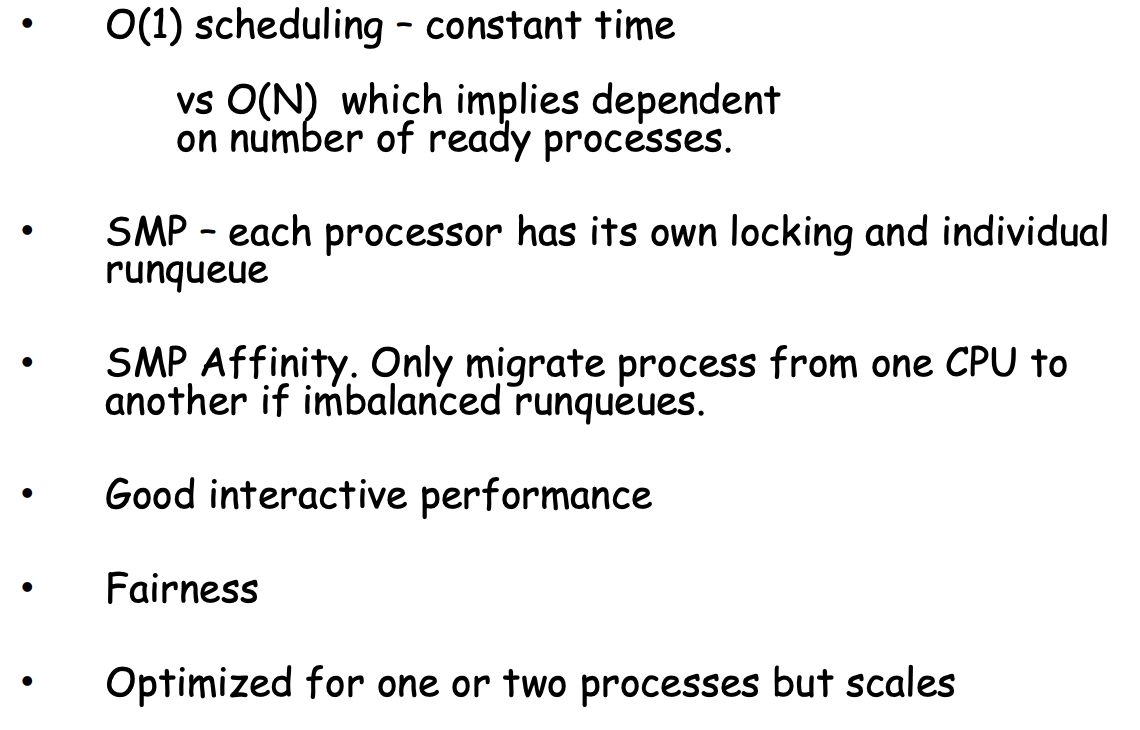 • O(1) scheduling – constant time
vs O(N) which implies dependent
on number of ready processes.
• SMP – each processor has its own locking and individual
runqueue
• SMP Affinity. Only migrate process from one CPU to
another if imbalanced runqueues.
• Good interactive performance
• Fairness
• Optimized for one or two processes but scales